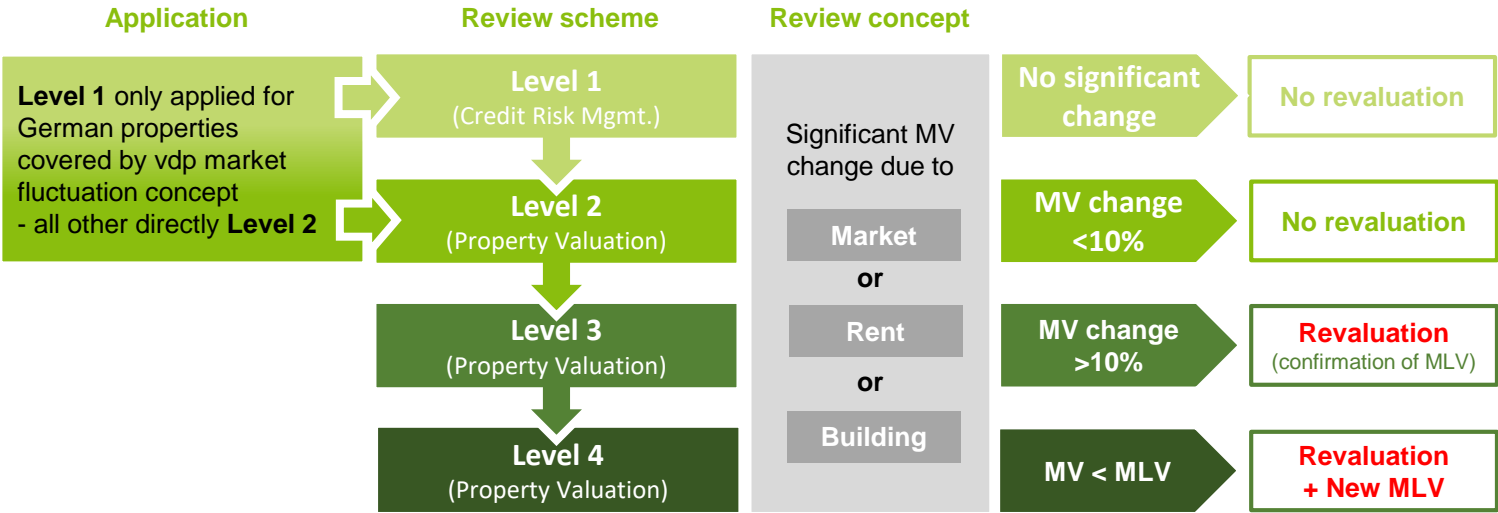 Application
Review scheme
Review concept
Level 1 only applied for
German properties
covered by vdp market
fluctuation concept
- all other directly Level 2
Level 1
(Credit Risk Mgmt.)
Level 2
(Property Valuation)
Level 3
(Property Valuation)
Level 4
(Property Valuation)
Significant MV
change due to
Market
or
Rent
or
Building
No significant
change
No revaluation
MV change
<10%
No revaluation
MV change
>10%
Revaluation
(confirmation of MLV)
MV < MLV
Revaluation
+ New MLV